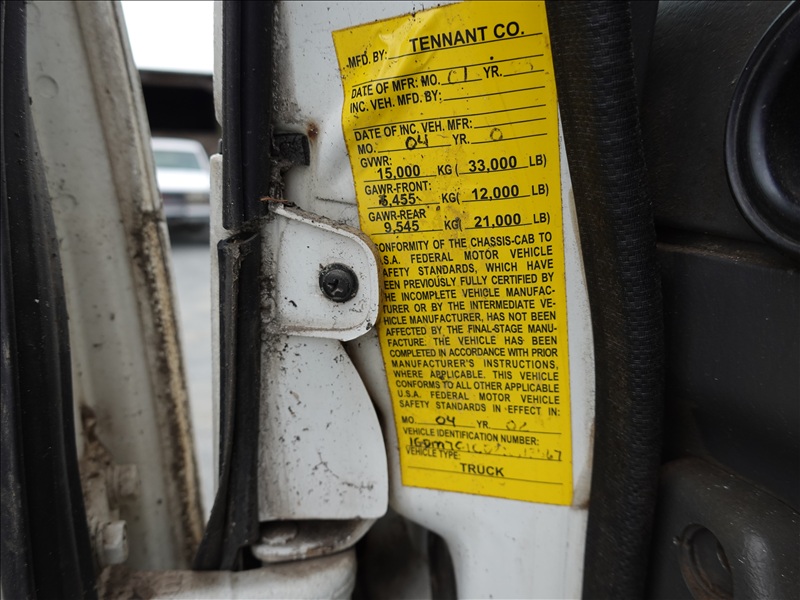 MFD. BY: TENNANT CO.
DATE OF MFR: MO. 01 YR.
INC. VEH. MFD. BY:
DATE OF INC. VEH. MFR:
MO. 04 YR. 0
GVWR:
15,000 KG( 33,000 LB)
GAWR-FRONT:
5,455 KG( 12,000 LB)
GAWR-REAR
9,545 KG( 21,000 LB)
CONFORMITY OF THE CHASSIS-CAB TO
U.S.A. FEDERAL MOTOR VEHICLE
SAFETY STANDARDS, WHICH HAVE
BEEN PREVIOUSLY FULLY CERTIFIED BY
THE INCOMPLETE VEHICLE MANUFAC-
TURER OR BY THE INTERMEDIATE VE-
HICLE MANUFACTURER, HAS NOT BEEN
AFFECTED BY THE FINAL-STAGE MANU-
FACTURE. THE VEHICLE HAS BEEN
COMPLETED IN ACCORDANCE WITH PRIOR
MANUFACTURER'S INSTRUCTIONS,
WHERE APPLICABLE. THIS VEHICLE
CONFORMS TO ALL OTHER APPLICABLE
U.S.A. FEDERAL MOTOR VEHICLE
SAFETY STANDARDS IN EFFECT IN:
MO. 04 YR.
VEHICLE IDENTIFICATION NUMBER:
VEHICLE TYPE:
TRUCK